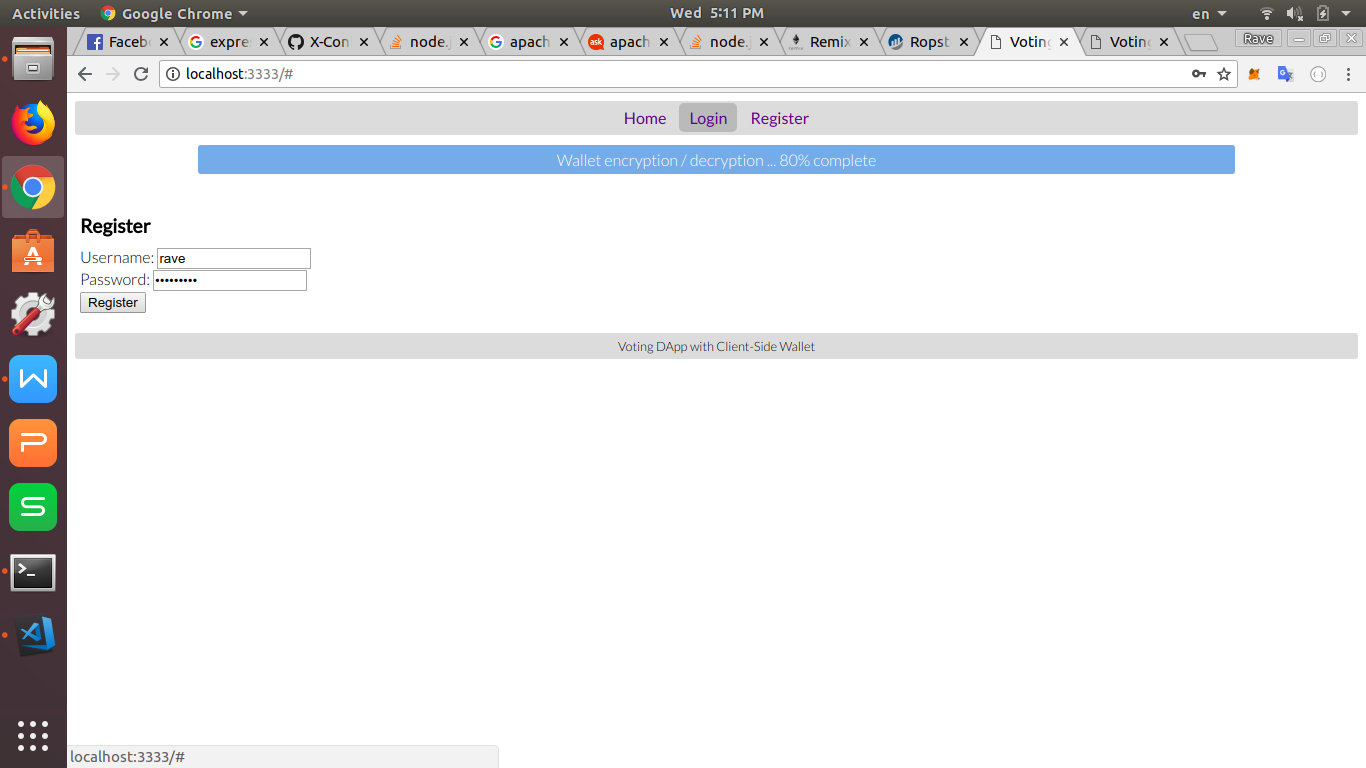 Activities Google Chrome Wed 5:11 PM en
Faceb expre X-Con node.j apach ask apach node.j Remix Ropst Voting Voting Rave
localhost:3333/#
Home Login Register
Wallet encryption / decryption ... 80% complete
Register
Username: rave
Password: •••••••••
Register
Voting DApp with Client-Side Wallet
localhost:3333/#